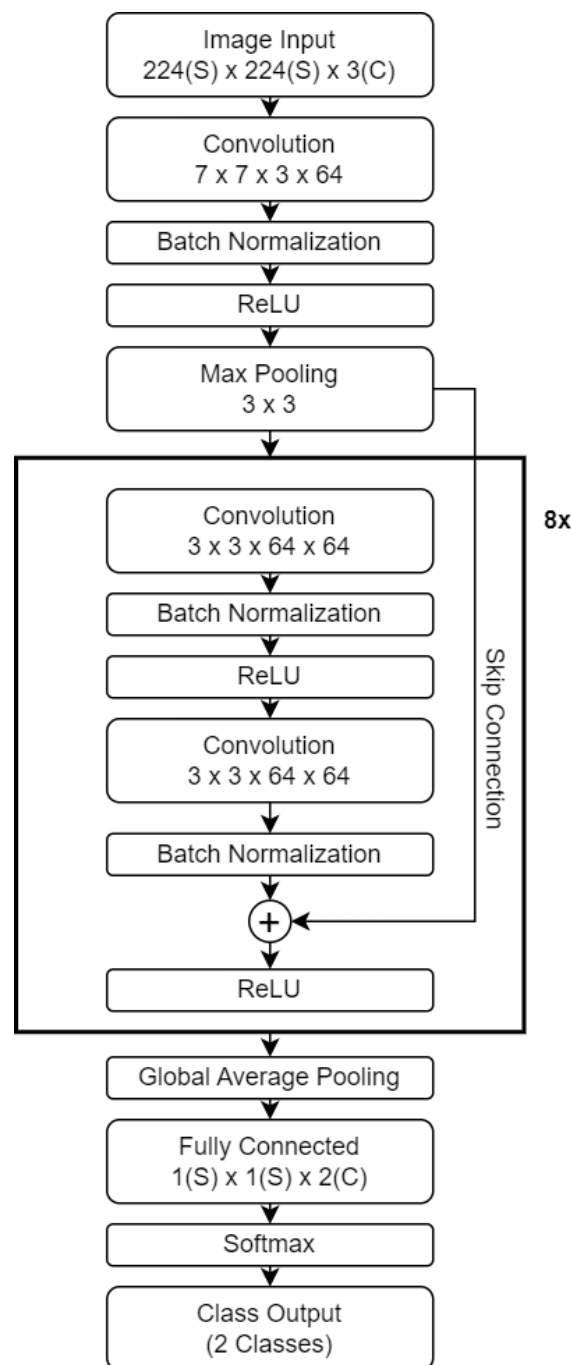 Image Input
224(S) x 224(S) x 3(C)
Convolution
7 x 7 x 3 x 64
Batch Normalization
ReLU
Max Pooling
3 x 3
8x
Convolution
3 x 3 x 64 x 64
Batch Normalization
ReLU
Convolution
3 x 3 x 64 x 64
Batch Normalization
+
ReLU
Skip Connection
Global Average Pooling
Fully Connected
1(S) x 1(S) x 2(C)
Softmax
Class Output
(2 Classes)